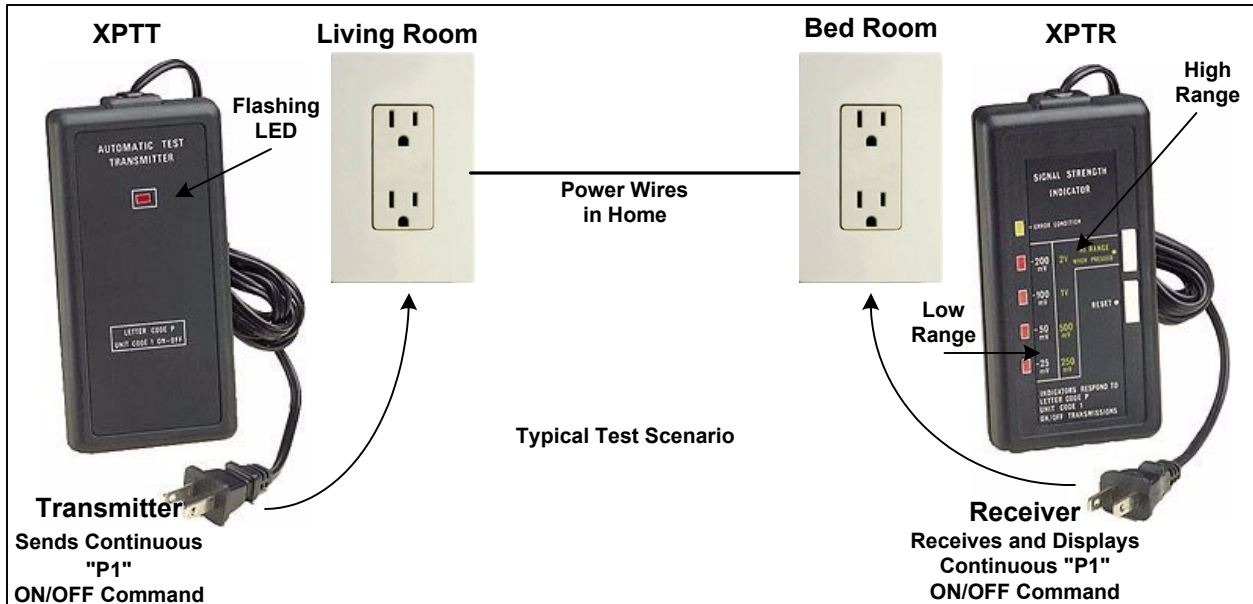 XPTT
Living Room
Bed Room
XPTR
Flashing
LED
High
Range
AUTOMATIC TEST
TRANSMITTER
LETTER CODE P
UNIT CODE 1 ON-OFF
Power Wires
in Home
SIGNAL STRENGTH
INDICATOR
- ERROR CONDITION
-200
mV
2V
RANGE
WHEN PRESSED
-100
mV
1V
RESET
-50
mV
500
mV
-25
mV
250
mV
INDICATORS RESPOND TO
LETTER CODE P
UNIT CODE 1
ON/OFF TRANSMISSIONS
Low
Range
Typical Test Scenario
Transmitter
Sends Continuous
"P1"
ON/OFF Command
Receiver
Receives and Displays
Continuous "P1"
ON/OFF Command